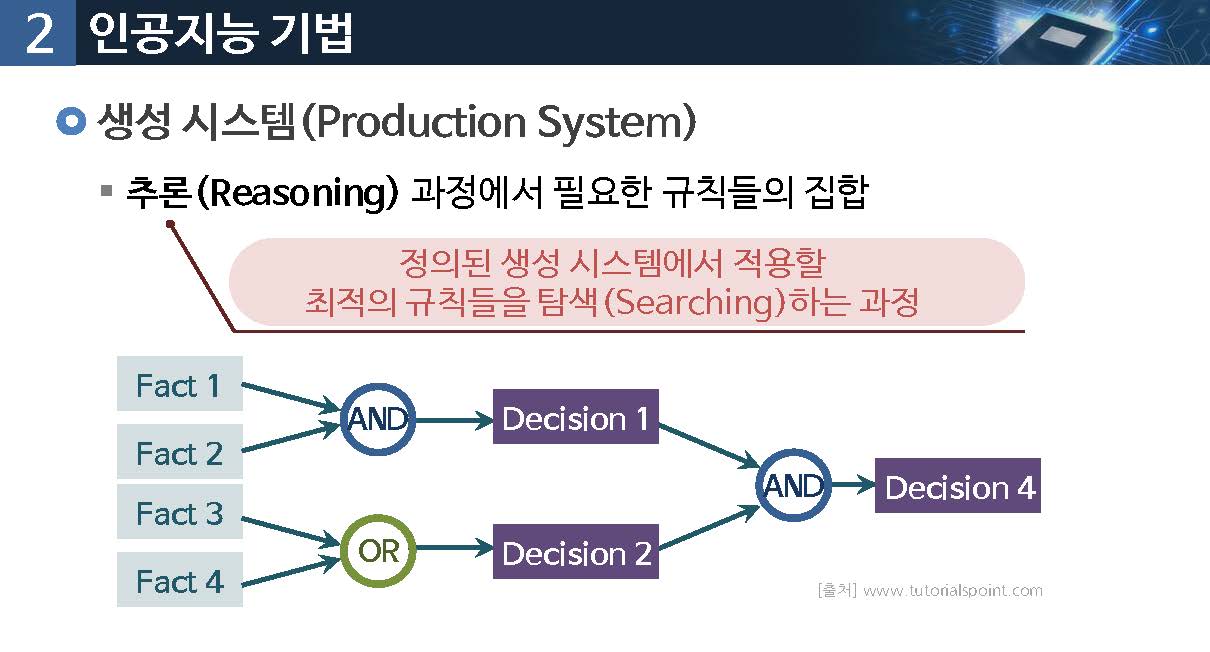 2 인공지능 기법
생성 시스템(Production System)
추론(Reasoning) 과정에서 필요한 규칙들의 집합
정의된 생성 시스템에서 적용할
최적의 규칙들을 탐색(Searching)하는 과정
Fact 1
Fact 2
AND
Decision 1
Fact 3
Fact 4
OR
Decision 2
AND
Decision 4
[출처] www.tutorialspoint.com